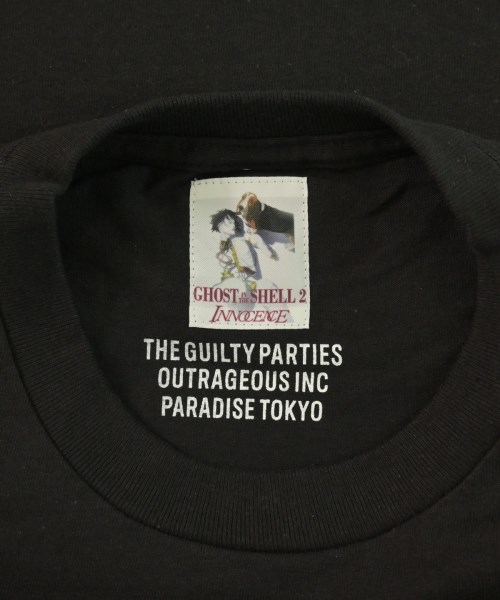 GHOST IN THE SHELL 2
INNOCENCE
THE GUILTY PARTIES
OUTRAGEOUS INC
PARADISE TOKYO